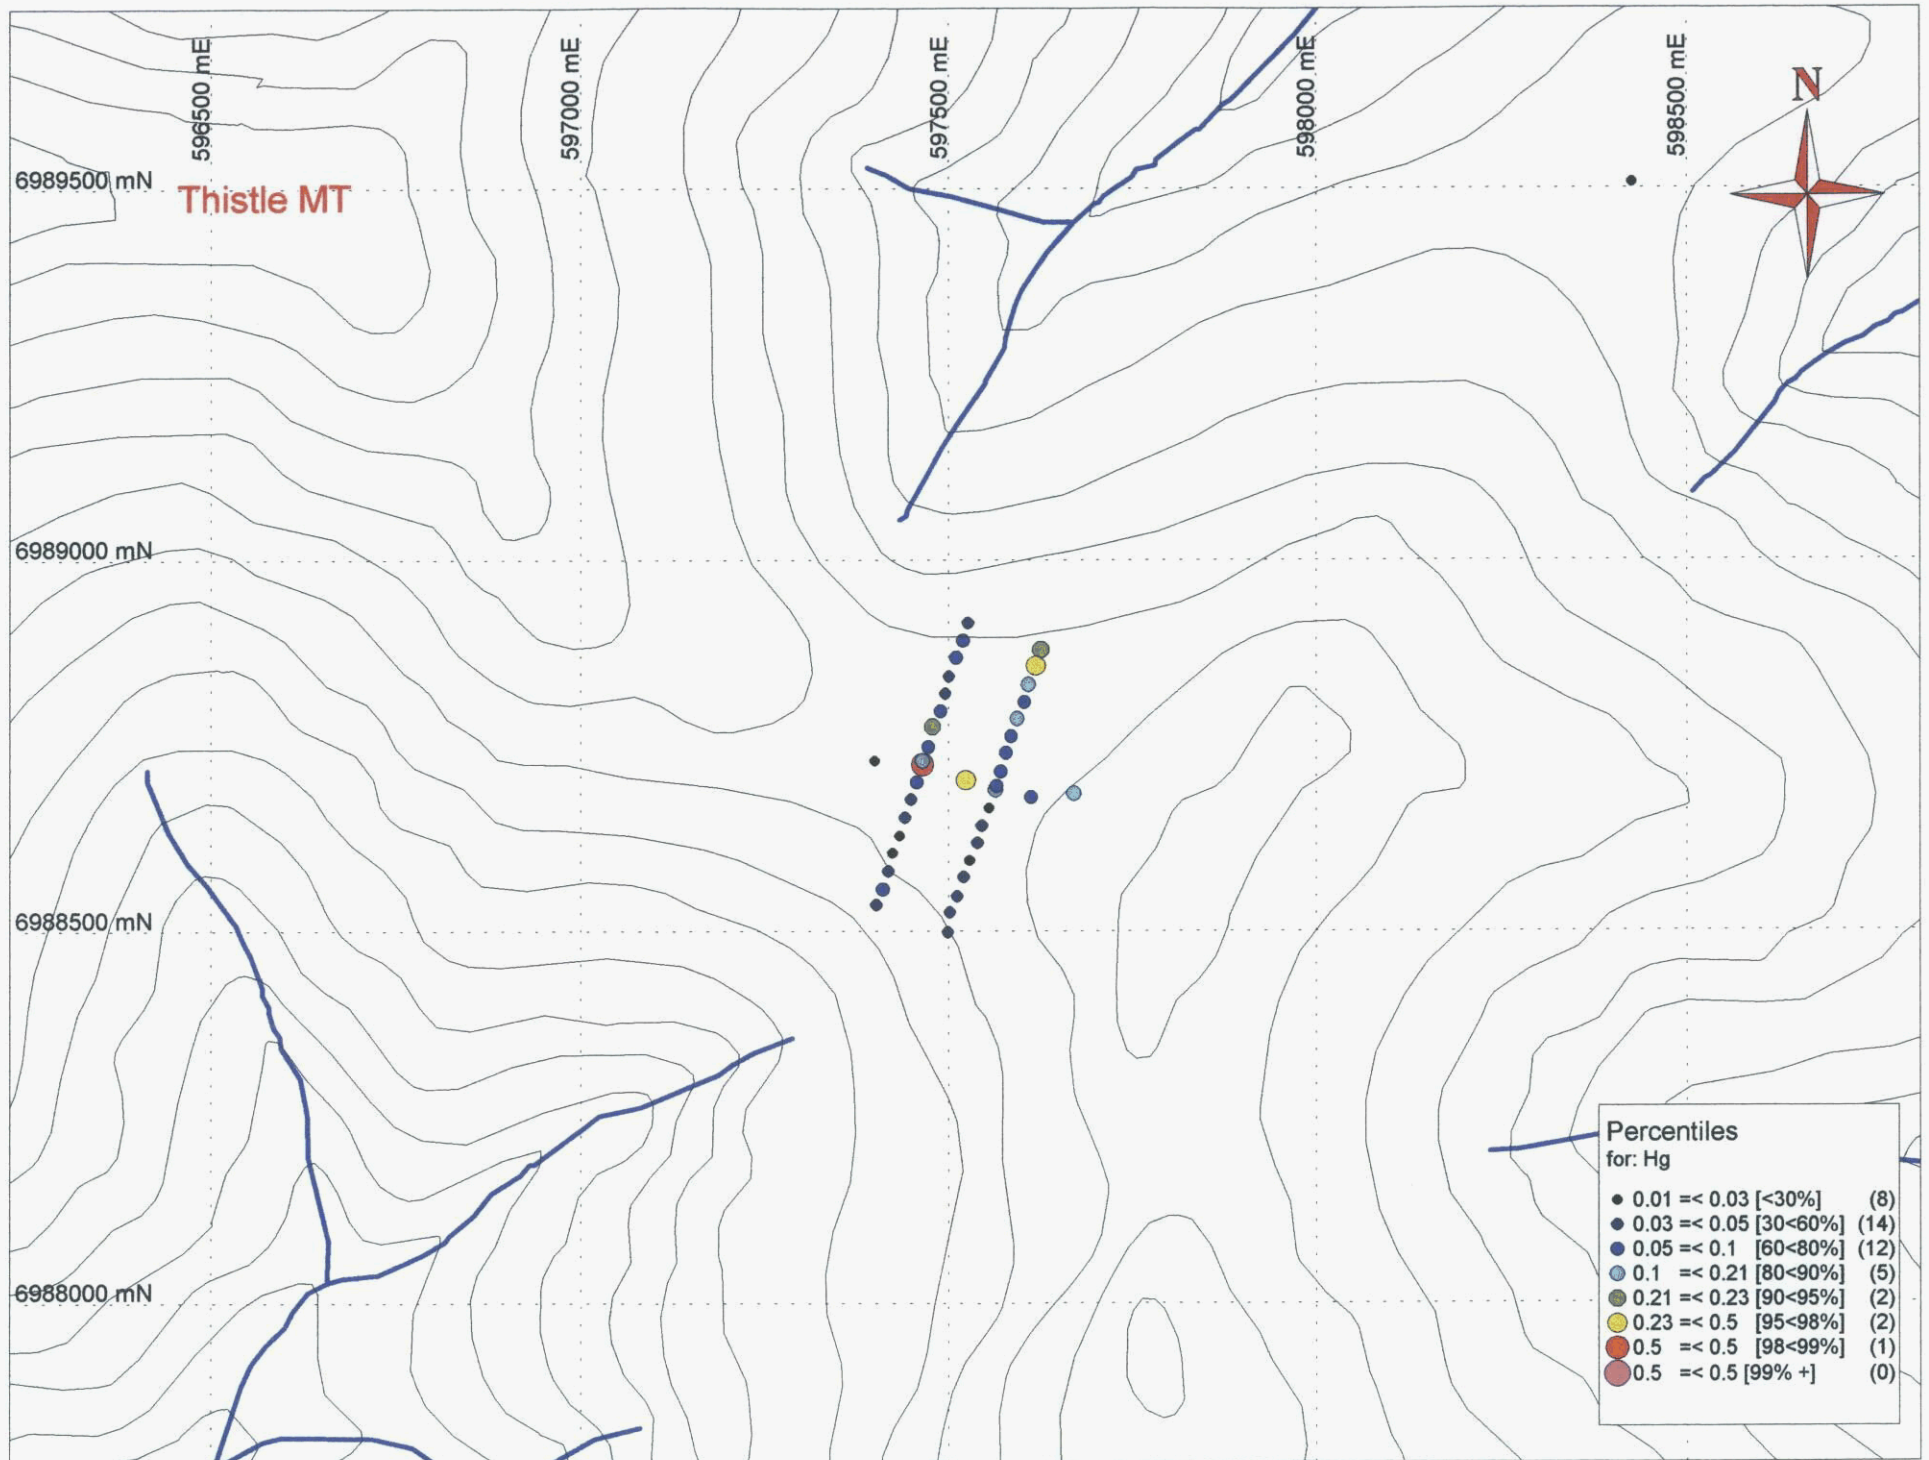 596500 mE
597000 mE
597500 mE
598000 mE
598500 mE
N
6989500 mN
Thistle MT
6989000 mN
6988500 mN
6988000 mN
Percentiles
for: Hg
0.01 =< 0.03 [<30%] (8)
0.03 =< 0.05 [30<60%] (14)
0.05 =< 0.1 [60<80%] (12)
0.1 =< 0.21 [80<90%] (5)
0.21 =< 0.23 [90<95%] (2)
0.23 =< 0.5 [95<98%] (2)
0.5 =< 0.5 [98<99%] (1)
0.5 =< 0.5 [99% +] (0)